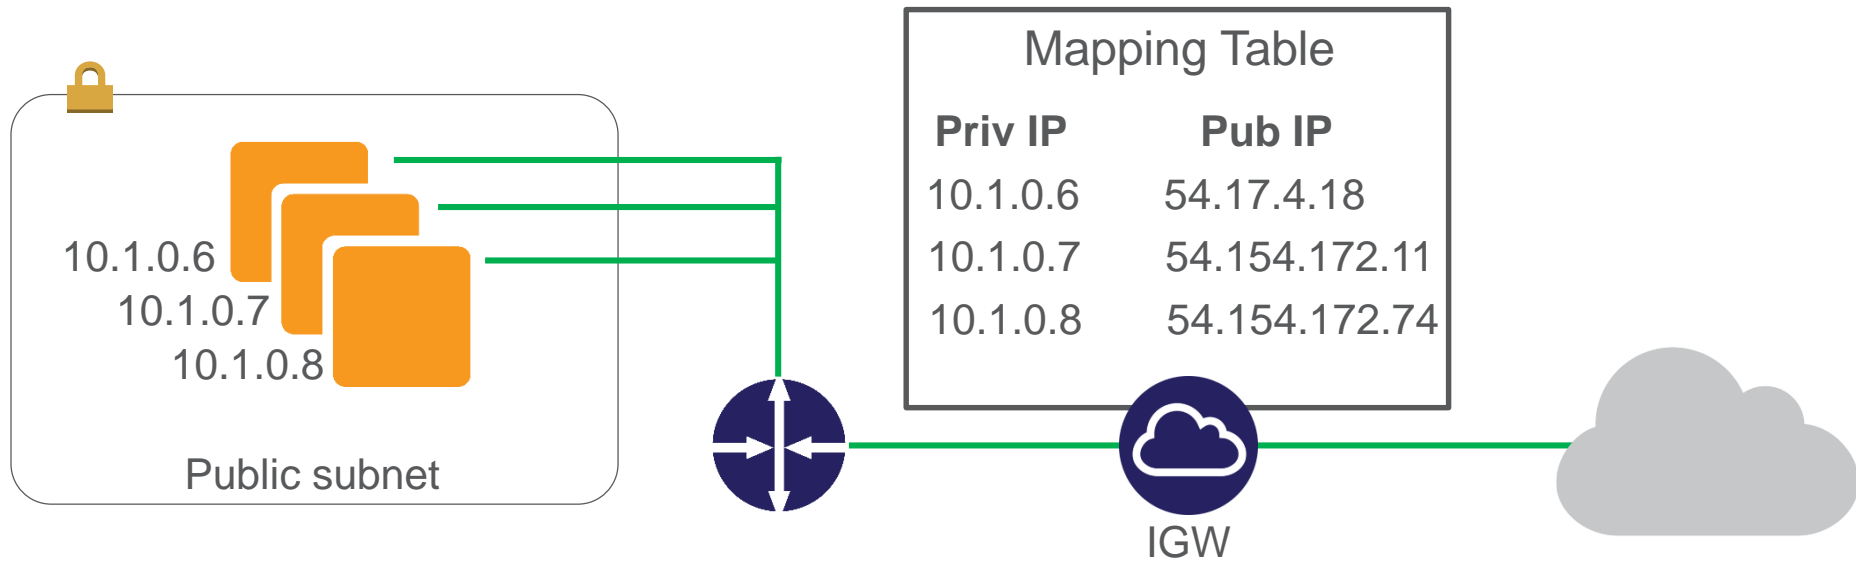 Mapping Table
Priv IP Pub IP
10.1.0.6 54.17.4.18
10.1.0.7 54.154.172.11
10.1.0.8 54.154.172.74
10.1.0.6
10.1.0.7
10.1.0.8
Public subnet
IGW